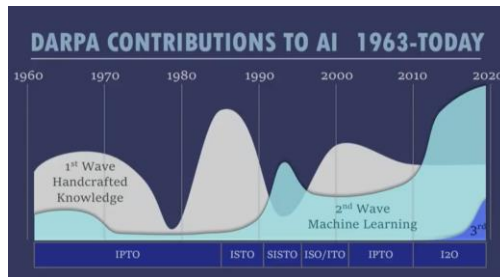 DARPA CONTRIBUTIONS TO AI 1963-TODAY
1960 1970 1980 1990 2000 2010 2020
1st Wave
Handcrafted
Knowledge
2nd Wave
Machine Learning
3rd
IPTO ISTO SISTO ISO/ITO IPTO I2O